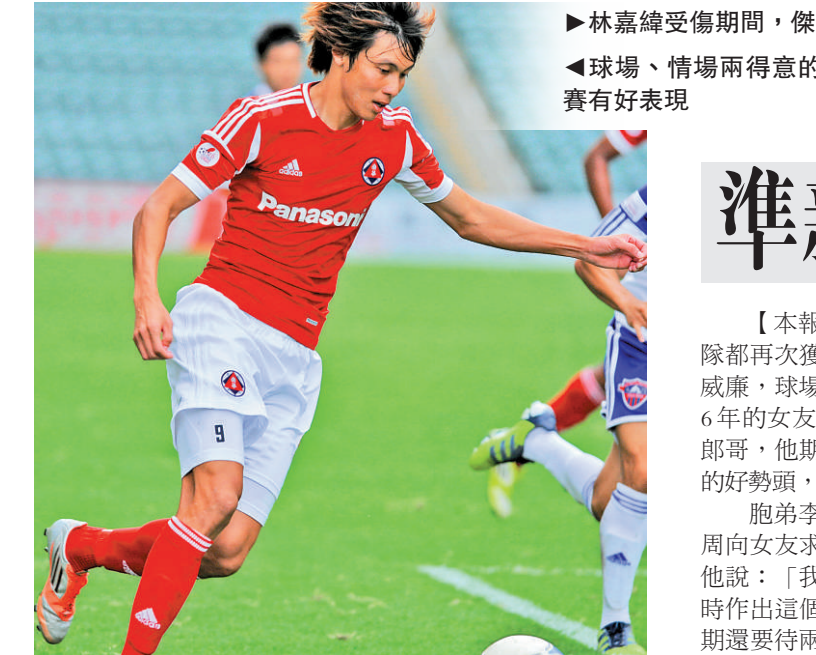 ▶林嘉緯受傷期間，傑
◀球場、情場兩得意的
賽有好表現
adidas
Panasoni
9
準
【本報
隊都再次獲
威廉，球場
6年的女友
郎哥，他期
的好勢頭，
胞弟李
周向女友求
他說：「我
時作出這個
期還要待兩